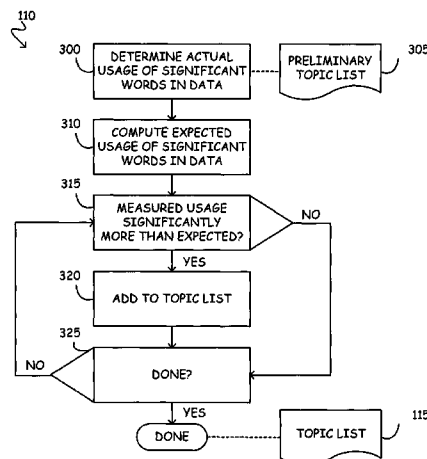 110
300
DETERMINE ACTUAL
USAGE OF SIGNIFICANT
WORDS IN DATA
PRELIMINARY
TOPIC LIST
305
310
COMPUTE EXPECTED
USAGE OF SIGNIFICANT
WORDS IN DATA
315
MEASURED USAGE
SIGNIFICANTLY
MORE THAN EXPECTED?
NO
YES
320
ADD TO TOPIC LIST
325
NO
DONE?
YES
DONE
TOPIC LIST
115